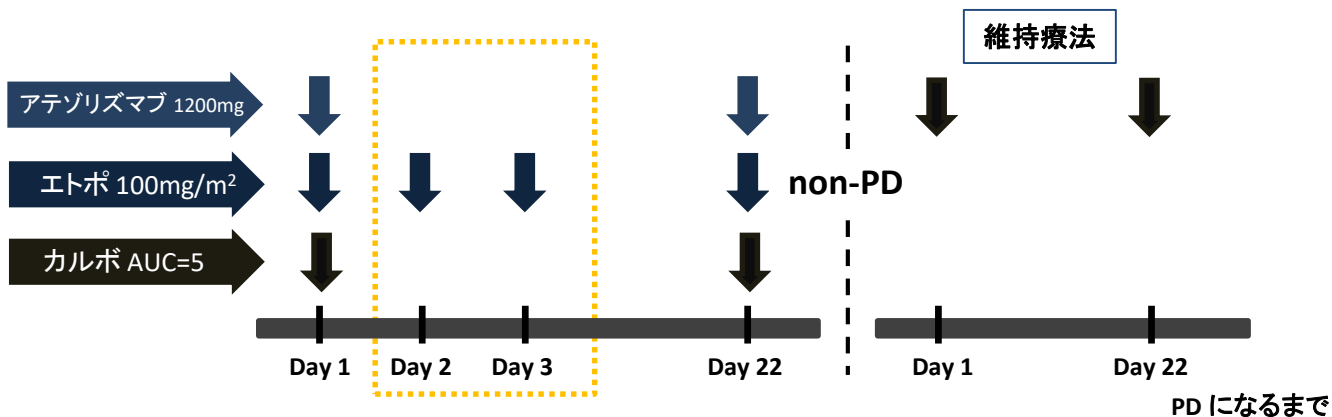 維持療法
アテゾリズマブ 1200mg
エトポ 100mg/m²
non-PD
カルボ AUC=5
Day 1 Day 2 Day 3 Day 22 Day 1 Day 22
PD になるまで